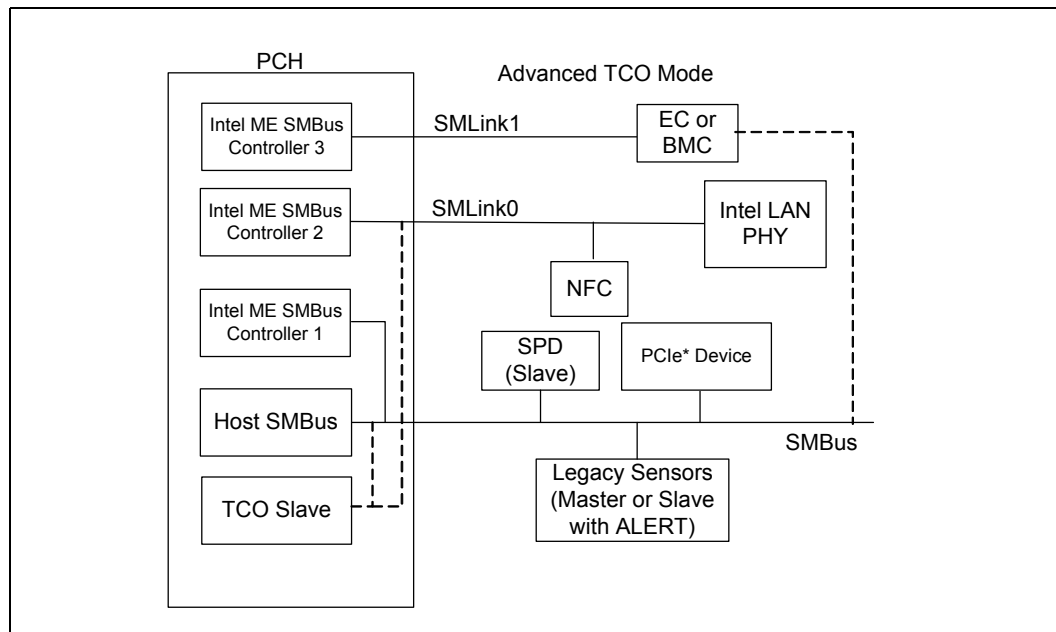 PCH
Advanced TCO Mode
Intel ME SMBus
Controller 3
SMLink1
EC or
BMC
Intel ME SMBus
Controller 2
SMLink0
Intel LAN
PHY
NFC
Intel ME SMBus
Controller 1
SPD
(Slave)
PCIe* Device
Host SMBus
SMBus
TCO Slave
Legacy Sensors
(Master or Slave
with ALERT)